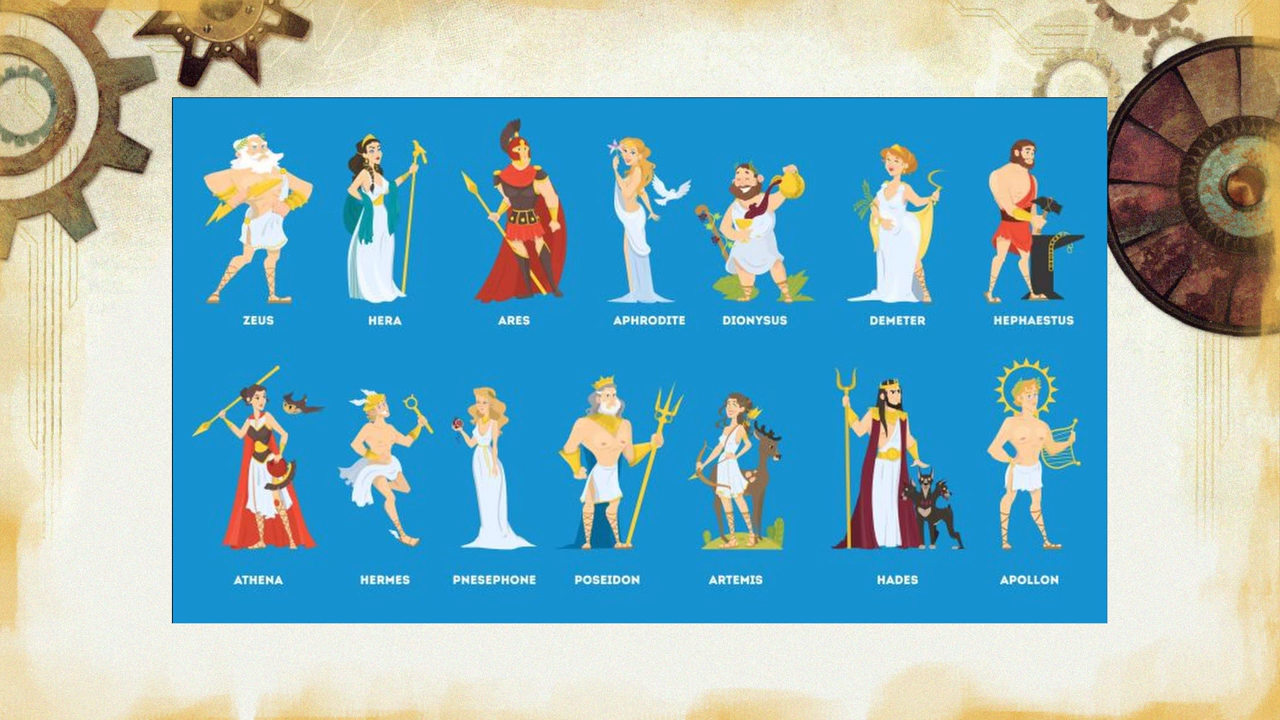 ZEUS HERA ARES APHRODITE DIONYSUS DEMETER HEPHAESTUS
ATHENA HERMES PNESEPHONE POSEIDON ARTEMIS HADES APOLLON